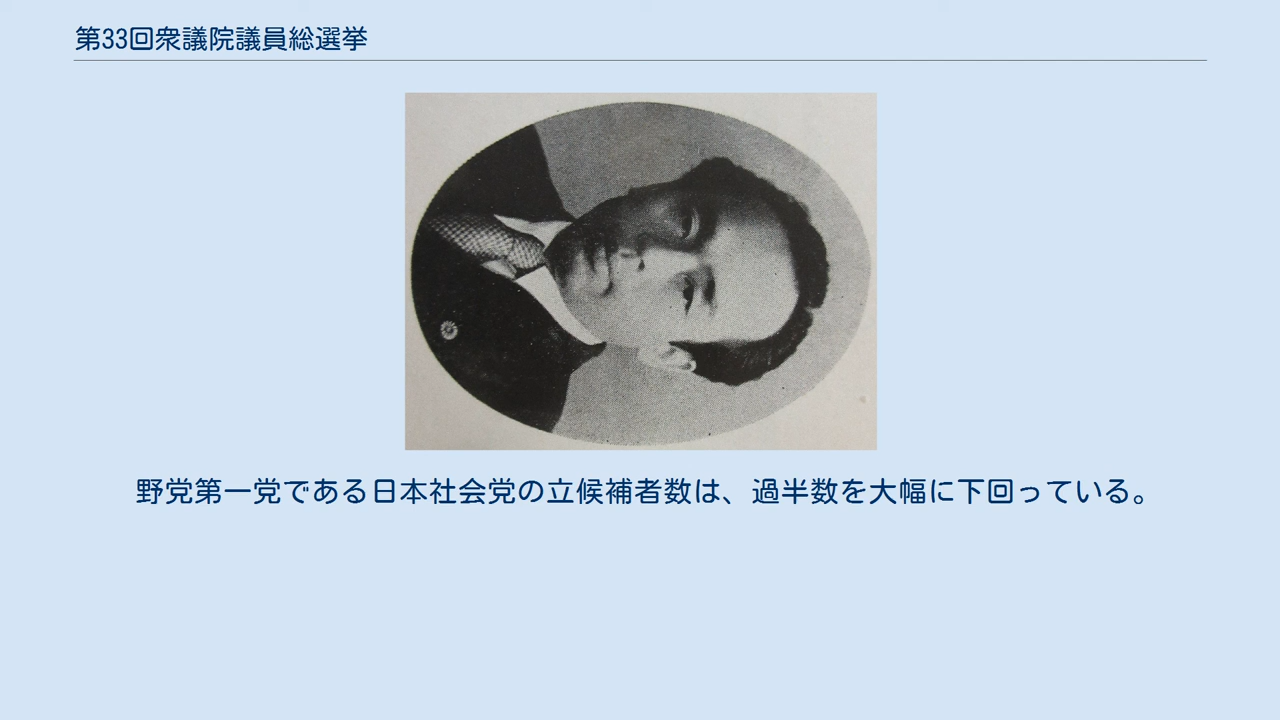 第33回衆議院議員総選挙
野党第一党である日本社会党の立候補者数は、過半数を大幅に下回っている。